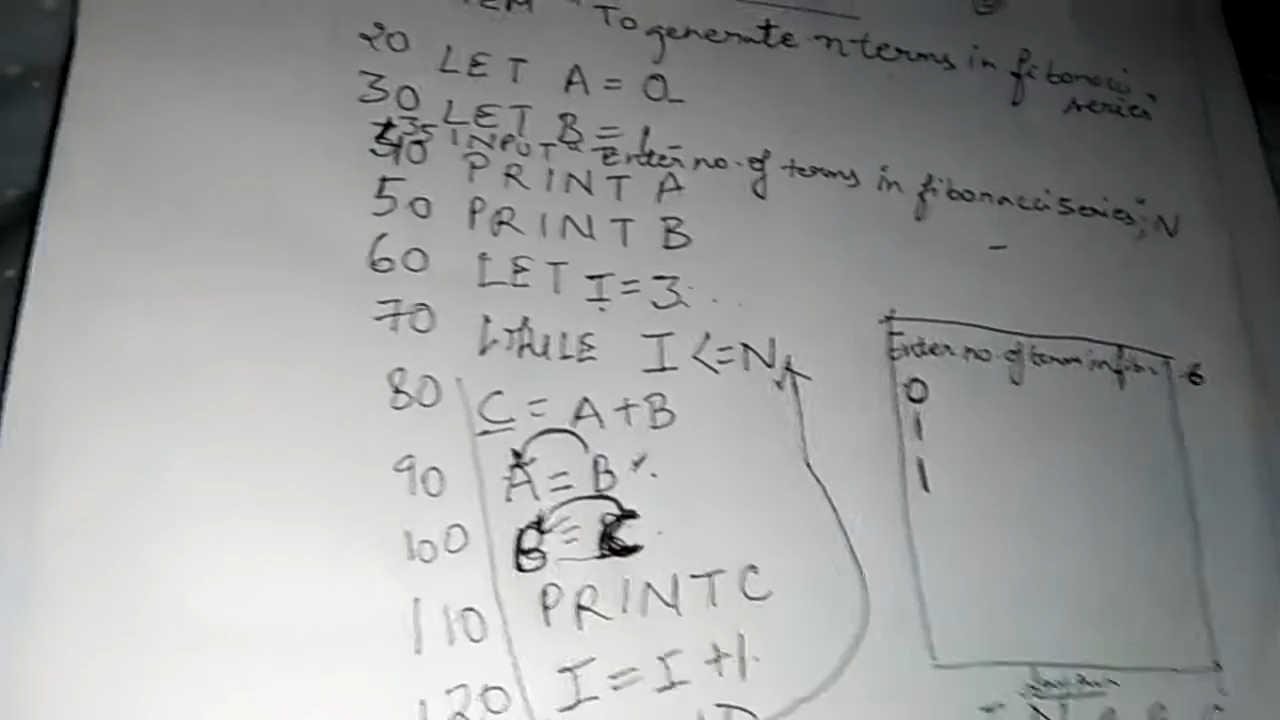 "To generate n terms in fibonacci series"
20 LET A = 0
30 LET B = 1
35 INPUT "Enter no. of terms in fibonacci series"; N
40 PRINT A
50 PRINT B
60 LET I = 3
70 WHILE I <= N
80 C = A + B
90 A = B
100 B = C
110 PRINT C
120 I = I + 1
Enter no. of term in 6
0
1
1